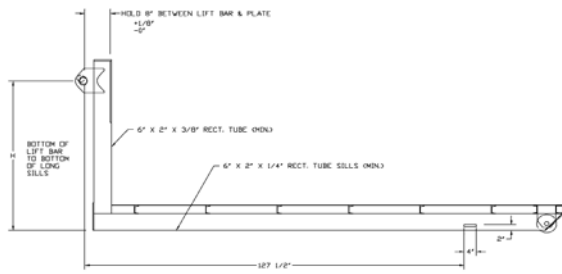 HOLD 8" BETWEEN LIFT BAR & PLATE
+1/8"
-0"
H
BOTTOM OF
LIFT BAR
TO BOTTOM
OF LONG
SILLS
6" X 2" X 3/8" RECT. TUBE (MIN.)
6" X 2" X 1/4" RECT. TUBE SILLS (MIN.)
2"
4"
127 1/2"